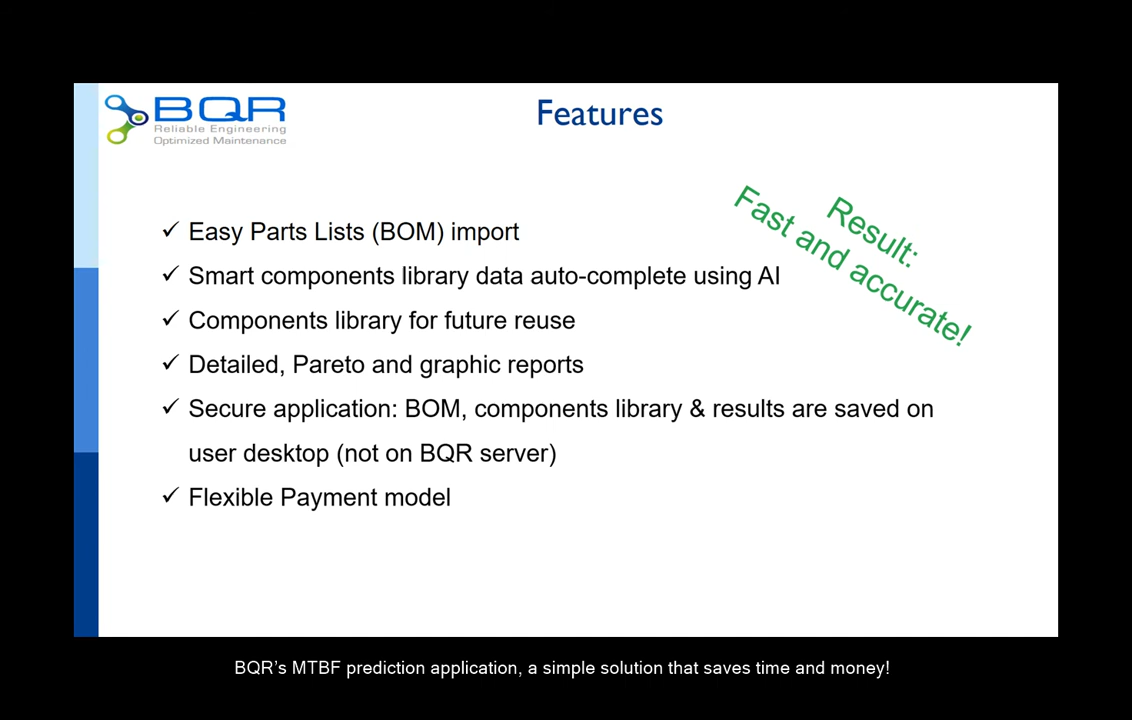 BQR
Reliable Engineering
Optimized Maintenance
Features
Result:
Fast and accurate!
✓ Easy Parts Lists (BOM) import
✓ Smart components library data auto-complete using AI
✓ Components library for future reuse
✓ Detailed, Pareto and graphic reports
✓ Secure application: BOM, components library & results are saved on
user desktop (not on BQR server)
✓ Flexible Payment model
BQR’s MTBF prediction application, a simple solution that saves time and money!